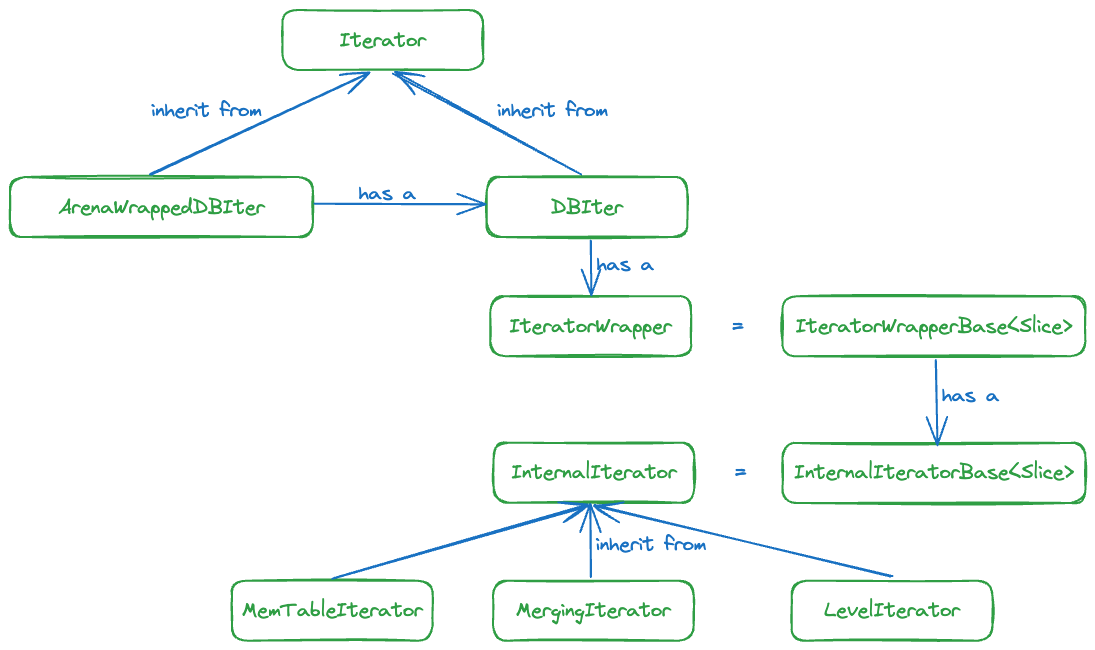 Iterator
inherit from
inherit from
ArenaWrappedDBIter
has a
DBIter
has a
IteratorWrapper
=
IteratorWrapperBase<Slice>
has a
InternalIterator
=
InternalIteratorBase<Slice>
inherit from
MemTableIterator
MergingIterator
LevelIterator